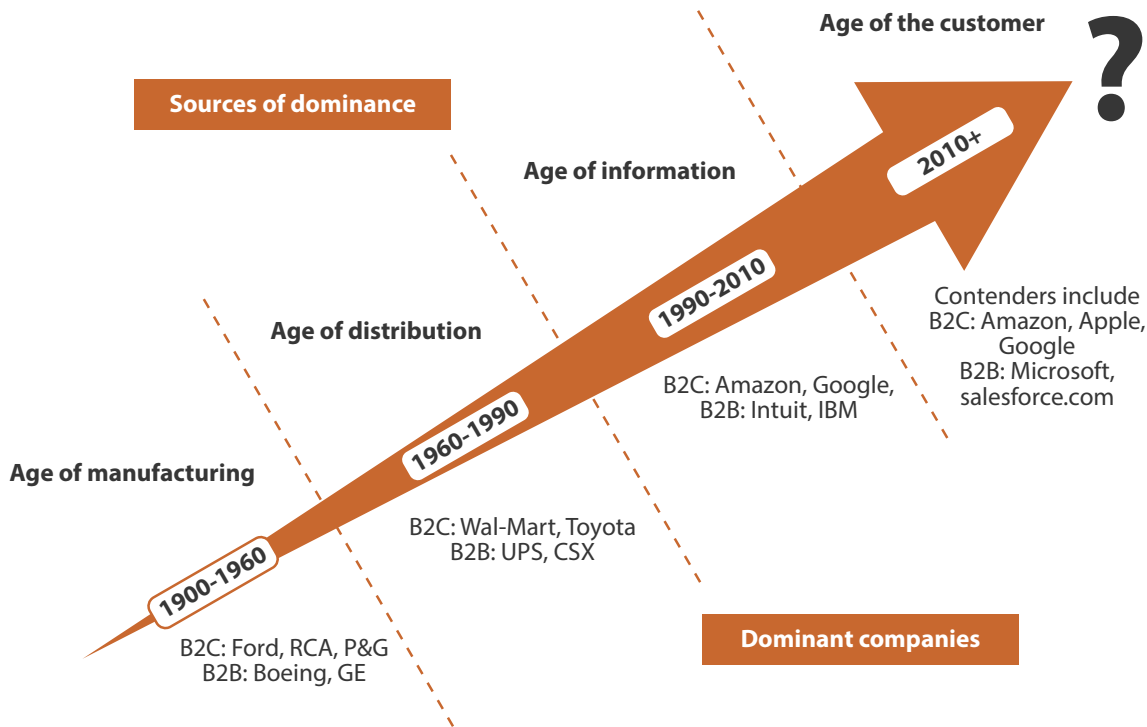 Age of the customer
?
Sources of dominance
2010+
Age of information
1990-2010
Contenders include
B2C: Amazon, Apple,
Google
B2B: Microsoft,
salesforce.com
Age of distribution
B2C: Amazon, Google,
B2B: Intuit, IBM
1960-1990
Age of manufacturing
B2C: Wal-Mart, Toyota
B2B: UPS, CSX
1900-1960
B2C: Ford, RCA, P&G
B2B: Boeing, GE
Dominant companies